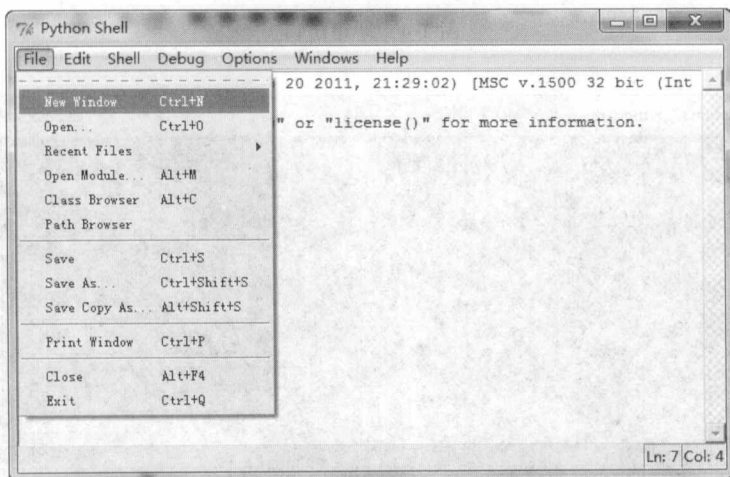 7% Python Shell
File Edit Shell Debug Options Windows Help
20 2011, 21:29:02) [MSC v.1500 32 bit (Int
New Window Ctrl+N
Open... Ctrl+O
" or "license()" for more information.
Recent Files
Open Module... Alt+M
Class Browser Alt+C
Path Browser
Save Ctrl+S
Save As... Ctrl+Shift+S
Save Copy As... Alt+Shift+S
Print Window Ctrl+P
Close Alt+F4
Exit Ctrl+Q
Ln: 7 Col: 4